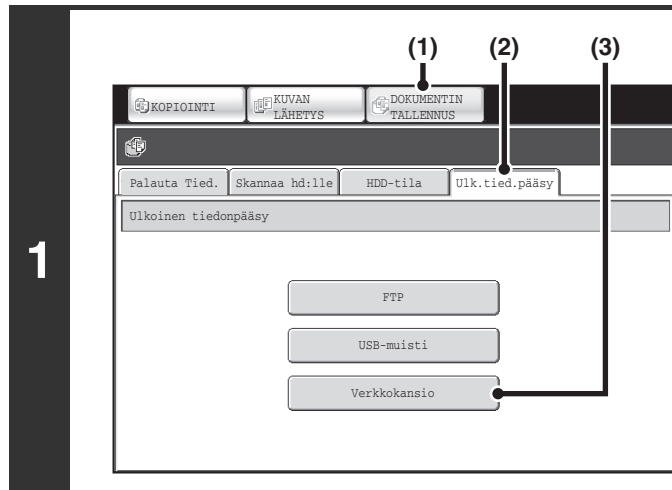 (1) (2) (3)
KOPIOINTI
KUVAN
LÄHETYS
DOKUMENTIN
TALLENNUS
Palauta Tied. Skannaa hd:lle HDD-tila Ulk.tied.pääsy
Ulkoinen tiedonpääsy
1
FTP
USB-muisti
Verkkokansio